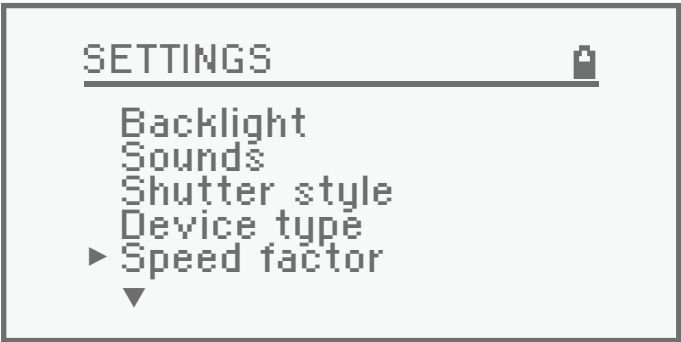 SETTINGS
Backlight
Sounds
Shutter style
Device type
Speed factor